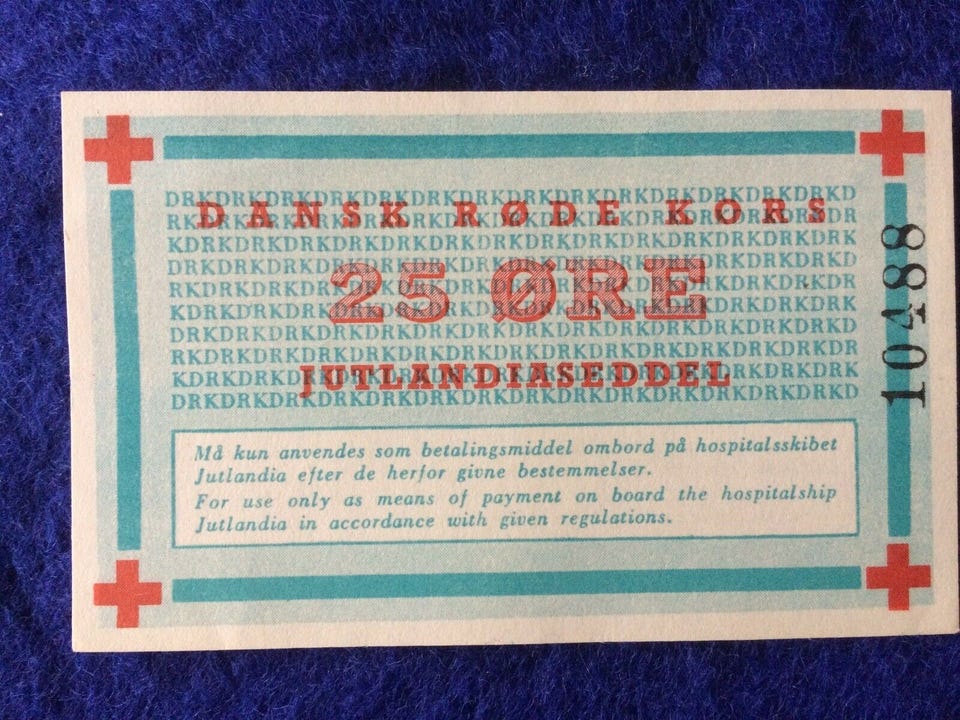 DANSK RØDE KORS
25 ØRE
JUTLANDIASEDDEL
Må kun anvendes som betalingsmiddel ombord på hospitalsskibet
Jutlandia efter de herfor givne bestemmelser.
For use only as means of payment on board the hospitalship
Jutlandia in accordance with given regulations.
10488